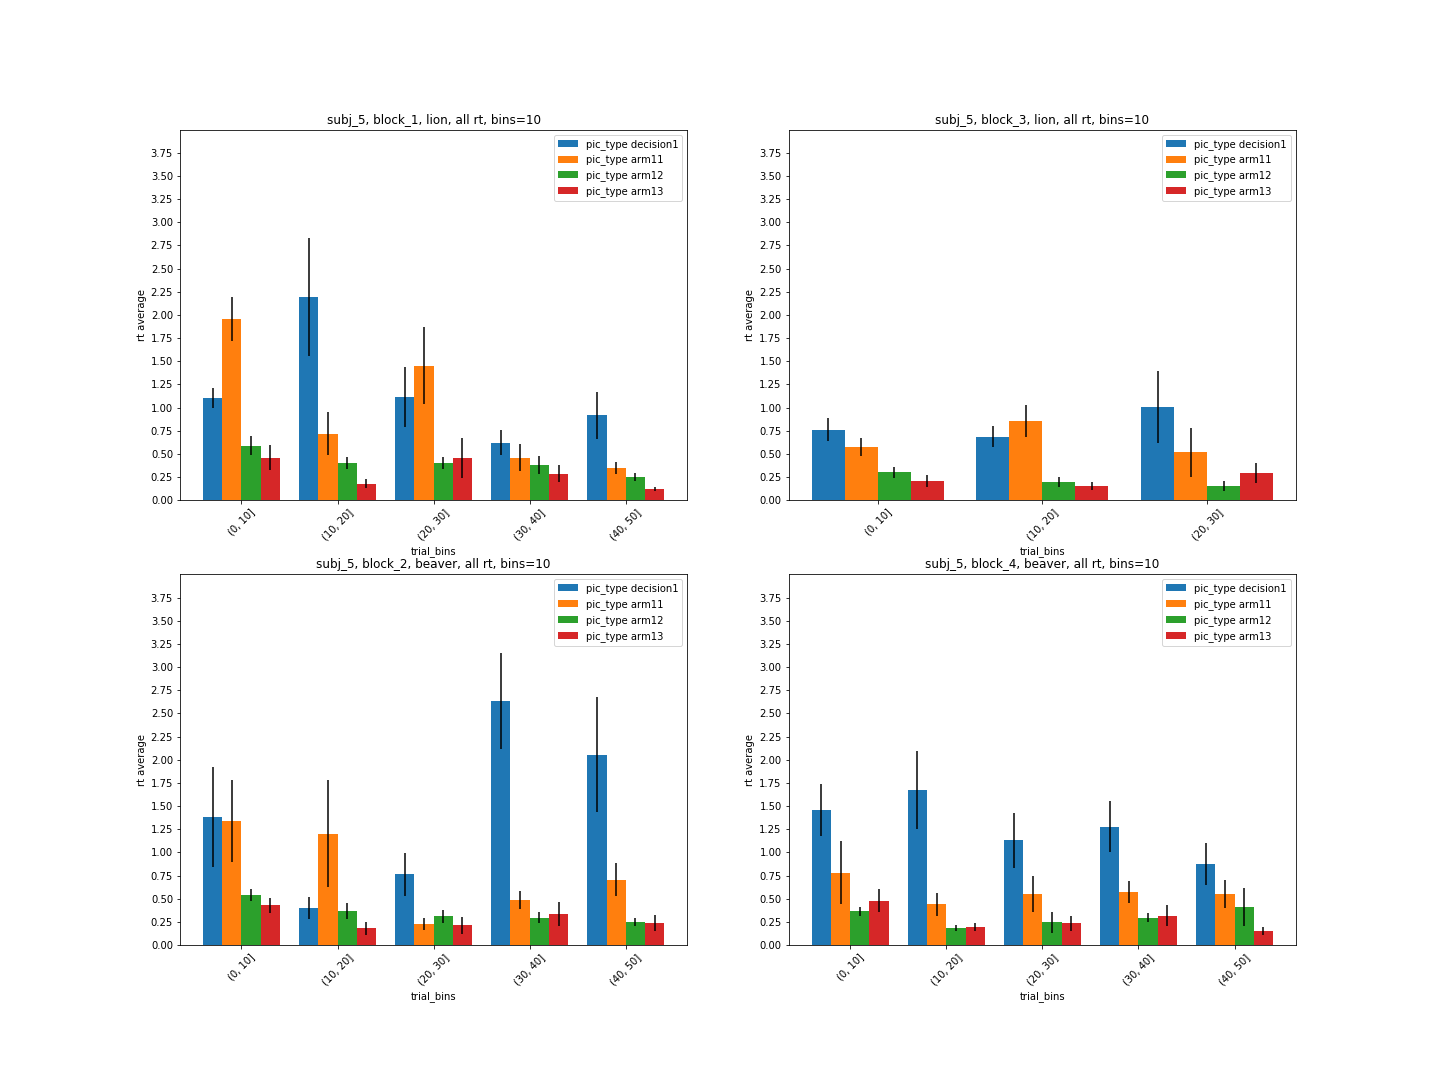 subj_5, block_1, lion, all rt, bins=10
pic_type decision1
pic_type arm11
pic_type arm12
pic_type arm13
3.75
3.50
3.25
3.00
2.75
2.50
2.25
2.00
1.75
1.50
1.25
1.00
0.75
0.50
0.25
0.00
rt average
(0, 10]
(10, 20]
(20, 30]
(30, 40]
(40, 50]
trial_bins
subj_5, block_3, lion, all rt, bins=10
pic_type decision1
pic_type arm11
pic_type arm12
pic_type arm13
3.75
3.50
3.25
3.00
2.75
2.50
2.25
2.00
1.75
1.50
1.25
1.00
0.75
0.50
0.25
0.00
rt average
(0, 10]
(10, 20]
(20, 30]
trial_bins
subj_5, block_2, beaver, all rt, bins=10
pic_type decision1
pic_type arm11
pic_type arm12
pic_type arm13
3.75
3.50
3.25
3.00
2.75
2.50
2.25
2.00
1.75
1.50
1.25
1.00
0.75
0.50
0.25
0.00
rt average
(0, 10]
(10, 20]
(20, 30]
(30, 40]
(40, 50]
trial_bins
subj_5, block_4, beaver, all rt, bins=10
pic_type decision1
pic_type arm11
pic_type arm12
pic_type arm13
3.75
3.50
3.25
3.00
2.75
2.50
2.25
2.00
1.75
1.50
1.25
1.00
0.75
0.50
0.25
0.00
rt average
(0, 10]
(10, 20]
(20, 30]
(30, 40]
(40, 50]
trial_bins